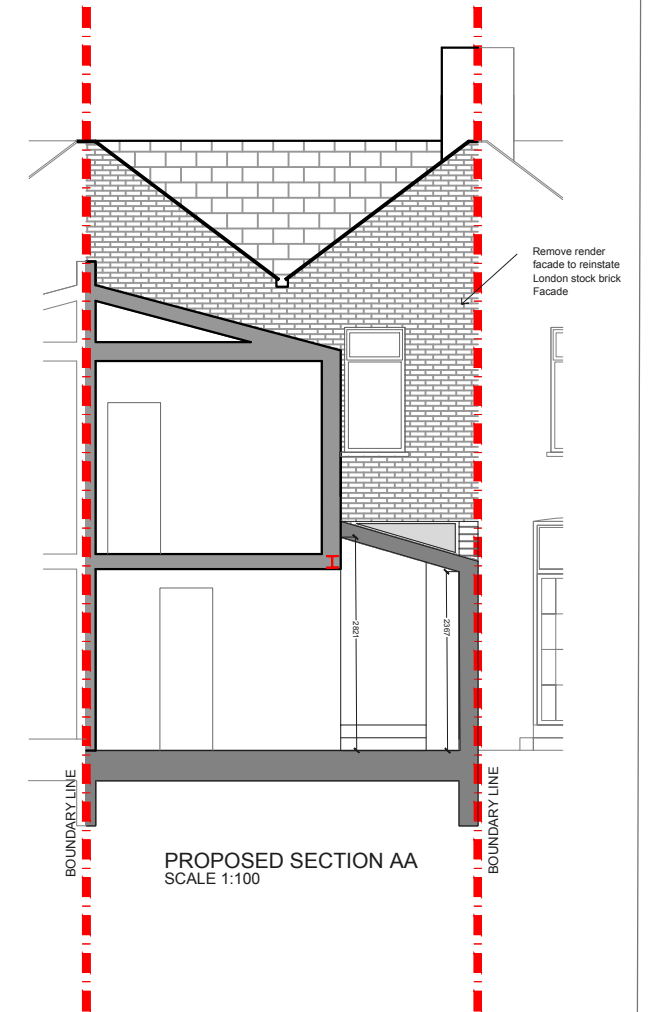 Remove render
facade to reinstate
London stock brick
Facade
2821
2367
BOUNDARY LINE
BOUNDARY LINE
PROPOSED SECTION AA
SCALE 1:100